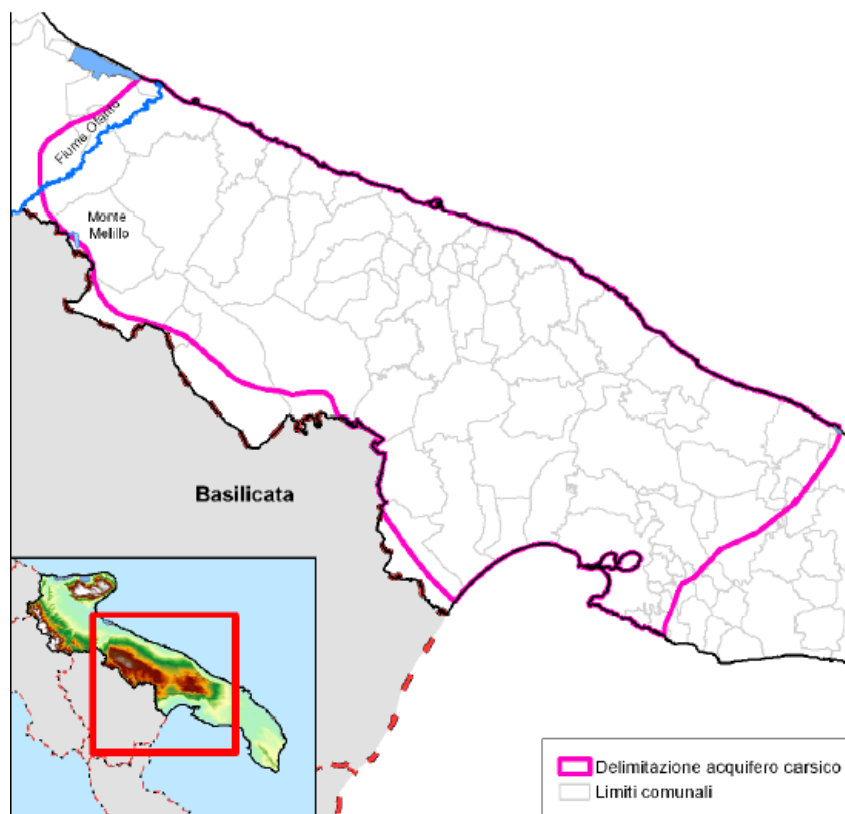 Fiume Ofanto
Monte
Melillo
Basilicata
Delimitazione acquifero carsico
Limiti comunali